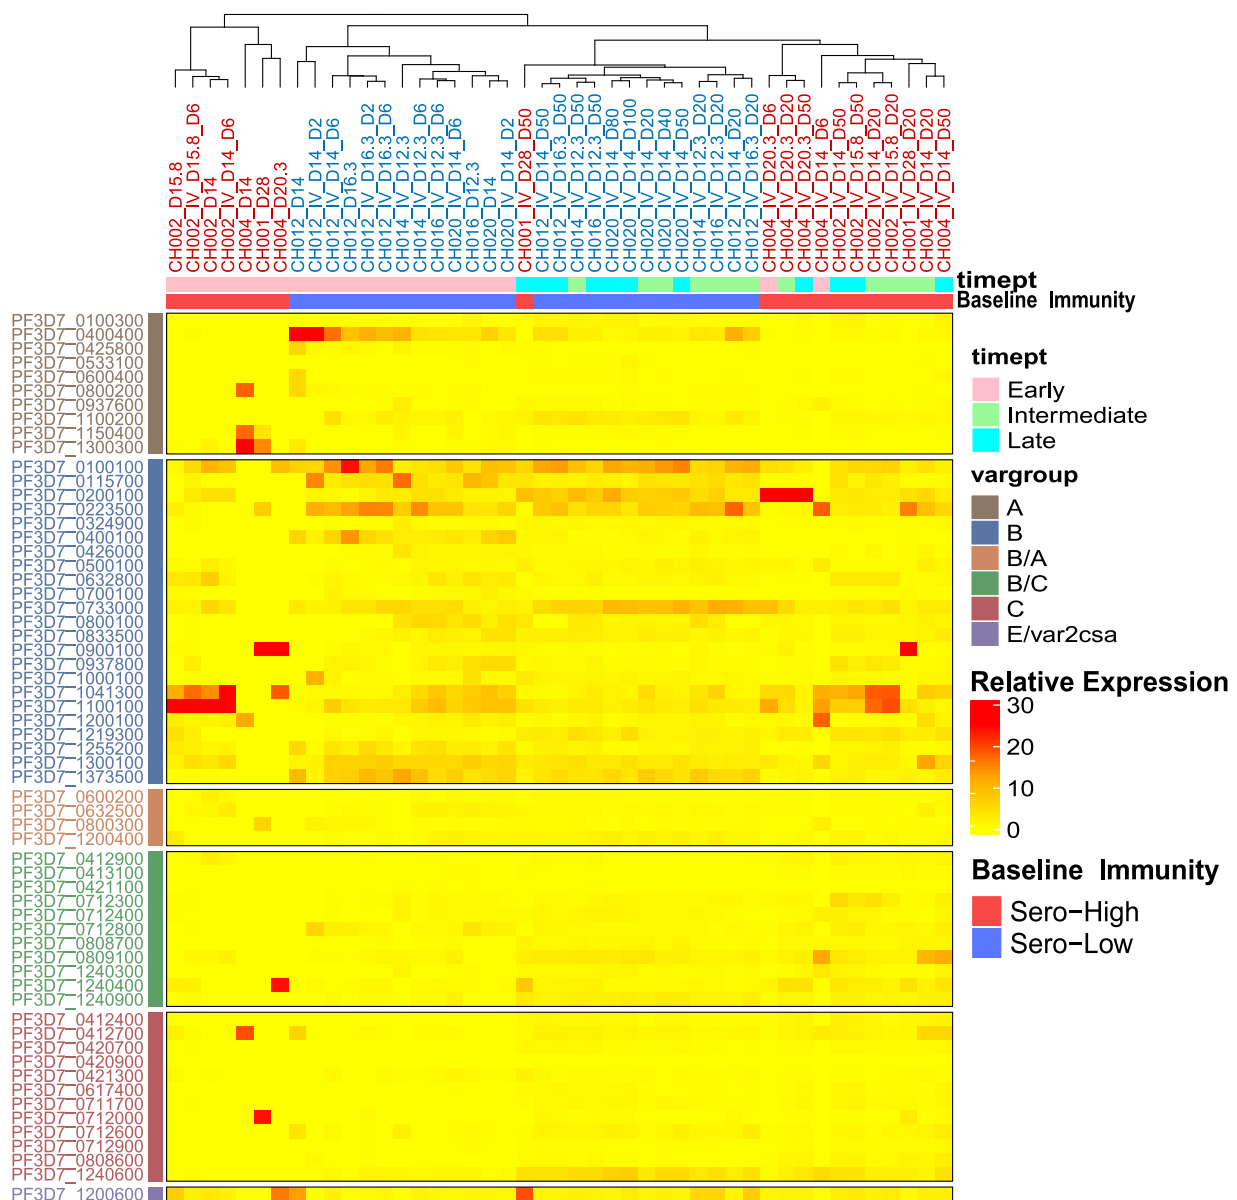 CH002_D15.8
CH002_IV_D15.8_D6
CH002_D14
CH002_IV_D14_D6
CH004_D14
CH001_D28
CH004_D20.3
CH012_D14
CH012_IV_D14_D2
CH012_IV_D14_D6
CH012_D16.3
CH012_IV_D16.3_D2
CH012_IV_D16.3_D6
CH014_D12.3
CH014_IV_D12.3_D6
CH016_IV_D12.3_D6
CH020_IV_D14_D6
CH016_D12.3
CH020_D14
CH020_IV_D14_D2
CH001_IV_D28_D50
CH012_IV_D14_D50
CH012_IV_D16.3_D50
CH014_IV_D12.3_D50
CH016_IV_D12.3_D50
CH020_IV_D14_D80
CH020_IV_D14_D100
CH020_IV_D14_D20
CH020_IV_D14_D40
CH020_IV_D14_D50
CH014_IV_D12.3_D20
CH016_IV_D12.3_D20
CH012_IV_D14_D20
CH012_IV_D16.3_D20
CH004_IV_D20.3_D6
CH004_IV_D20.3_D20
CH004_IV_D20.3_D50
CH004_IV_D14_D6
CH002_IV_D14_D50
CH002_IV_D15.8_D50
CH002_IV_D14_D20
CH002_IV_D15.8_D20
CH001_IV_D28_D20
CH004_IV_D14_D20
CH004_IV_D14_D50
timept
Baseline Immunity
PF3D7_0100300
PF3D7_0400400
PF3D7_0425800
PF3D7_0533100
PF3D7_0600400
PF3D7_0800200
PF3D7_0937600
PF3D7_1100200
PF3D7_1150400
PF3D7_1300300
PF3D7_0100100
PF3D7_0115700
PF3D7_0200100
PF3D7_0223500
PF3D7_0324900
PF3D7_0400100
PF3D7_0426000
PF3D7_0500100
PF3D7_0632800
PF3D7_0700100
PF3D7_0733000
PF3D7_0800100
PF3D7_0833500
PF3D7_0900100
PF3D7_0937800
PF3D7_1000100
PF3D7_1041300
PF3D7_1100100
PF3D7_1200100
PF3D7_1219300
PF3D7_1255200
PF3D7_1300100
PF3D7_1373500
PF3D7_0600200
PF3D7_0632500
PF3D7_0800300
PF3D7_1200400
PF3D7_0412900
PF3D7_0413100
PF3D7_0421100
PF3D7_0712300
PF3D7_0712400
PF3D7_0712800
PF3D7_0808700
PF3D7_0809100
PF3D7_1240300
PF3D7_1240400
PF3D7_1240900
PF3D7_0412400
PF3D7_0412700
PF3D7_0420700
PF3D7_0420900
PF3D7_0421300
PF3D7_0617400
PF3D7_0711700
PF3D7_0712000
PF3D7_0712600
PF3D7_0712900
PF3D7_0808600
PF3D7_1240600
PF3D7_1200600
timept
Early
Intermediate
Late
vargroup
A
B
B/A
B/C
C
E/var2csa
Relative Expression
30
20
10
0
Baseline Immunity
Sero−High
Sero−Low